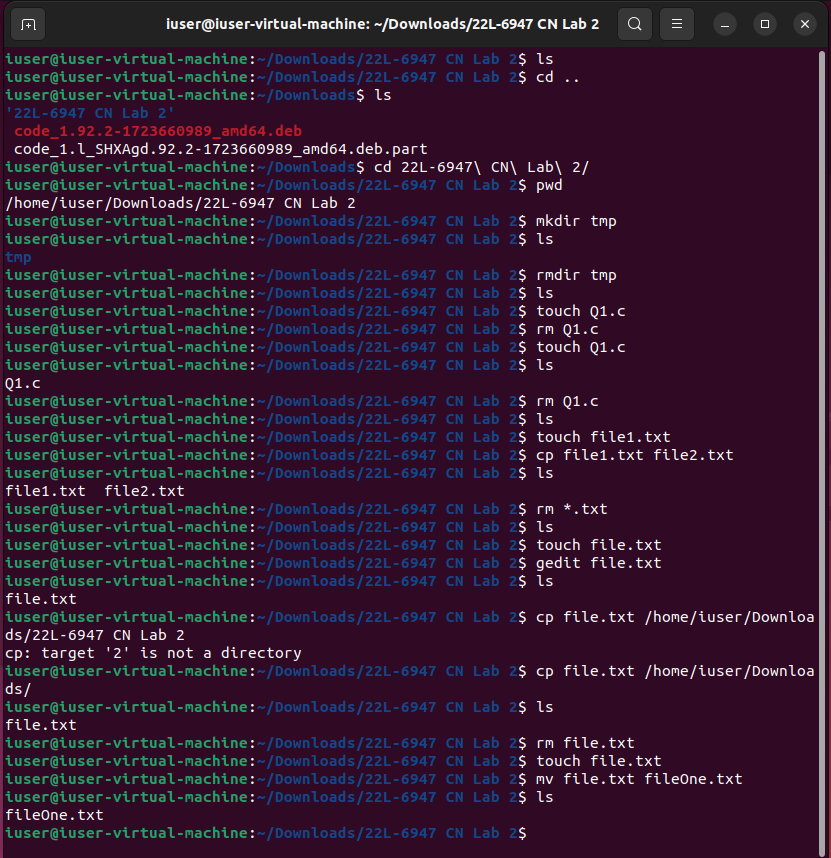 iuser@iuser-virtual-machine: ~/Downloads/22L-6947 CN Lab 2
iuser@iuser-virtual-machine:~/Downloads/22L-6947 CN Lab 2$ ls
iuser@iuser-virtual-machine:~/Downloads/22L-6947 CN Lab 2$ cd ..
iuser@iuser-virtual-machine:~/Downloads$ ls
'22L-6947 CN Lab 2'
code_1.92.2-1723660989_amd64.deb
code_1.l_SHXAgd.92.2-1723660989_amd64.deb.part
iuser@iuser-virtual-machine:~/Downloads$ cd 22L-6947\ CN\ Lab\ 2/
iuser@iuser-virtual-machine:~/Downloads/22L-6947 CN Lab 2$ pwd
/home/iuser/Downloads/22L-6947 CN Lab 2
iuser@iuser-virtual-machine:~/Downloads/22L-6947 CN Lab 2$ mkdir tmp
iuser@iuser-virtual-machine:~/Downloads/22L-6947 CN Lab 2$ ls
tmp
iuser@iuser-virtual-machine:~/Downloads/22L-6947 CN Lab 2$ rmdir tmp
iuser@iuser-virtual-machine:~/Downloads/22L-6947 CN Lab 2$ ls
iuser@iuser-virtual-machine:~/Downloads/22L-6947 CN Lab 2$ touch Q1.c
iuser@iuser-virtual-machine:~/Downloads/22L-6947 CN Lab 2$ rm Q1.c
iuser@iuser-virtual-machine:~/Downloads/22L-6947 CN Lab 2$ touch Q1.c
iuser@iuser-virtual-machine:~/Downloads/22L-6947 CN Lab 2$ ls
Q1.c
iuser@iuser-virtual-machine:~/Downloads/22L-6947 CN Lab 2$ rm Q1.c
iuser@iuser-virtual-machine:~/Downloads/22L-6947 CN Lab 2$ ls
iuser@iuser-virtual-machine:~/Downloads/22L-6947 CN Lab 2$ touch file1.txt
iuser@iuser-virtual-machine:~/Downloads/22L-6947 CN Lab 2$ cp file1.txt file2.txt
iuser@iuser-virtual-machine:~/Downloads/22L-6947 CN Lab 2$ ls
file1.txt  file2.txt
iuser@iuser-virtual-machine:~/Downloads/22L-6947 CN Lab 2$ rm *.txt
iuser@iuser-virtual-machine:~/Downloads/22L-6947 CN Lab 2$ ls
iuser@iuser-virtual-machine:~/Downloads/22L-6947 CN Lab 2$ touch file.txt
iuser@iuser-virtual-machine:~/Downloads/22L-6947 CN Lab 2$ gedit file.txt
iuser@iuser-virtual-machine:~/Downloads/22L-6947 CN Lab 2$ ls
file.txt
iuser@iuser-virtual-machine:~/Downloads/22L-6947 CN Lab 2$ cp file.txt /home/iuser/Downloa
ds/22L-6947 CN Lab 2
cp: target '2' is not a directory
iuser@iuser-virtual-machine:~/Downloads/22L-6947 CN Lab 2$ cp file.txt /home/iuser/Downloa
ds/
iuser@iuser-virtual-machine:~/Downloads/22L-6947 CN Lab 2$ ls
file.txt
iuser@iuser-virtual-machine:~/Downloads/22L-6947 CN Lab 2$ rm file.txt
iuser@iuser-virtual-machine:~/Downloads/22L-6947 CN Lab 2$ touch file.txt
iuser@iuser-virtual-machine:~/Downloads/22L-6947 CN Lab 2$ mv file.txt fileOne.txt
iuser@iuser-virtual-machine:~/Downloads/22L-6947 CN Lab 2$ ls
fileOne.txt
iuser@iuser-virtual-machine:~/Downloads/22L-6947 CN Lab 2$